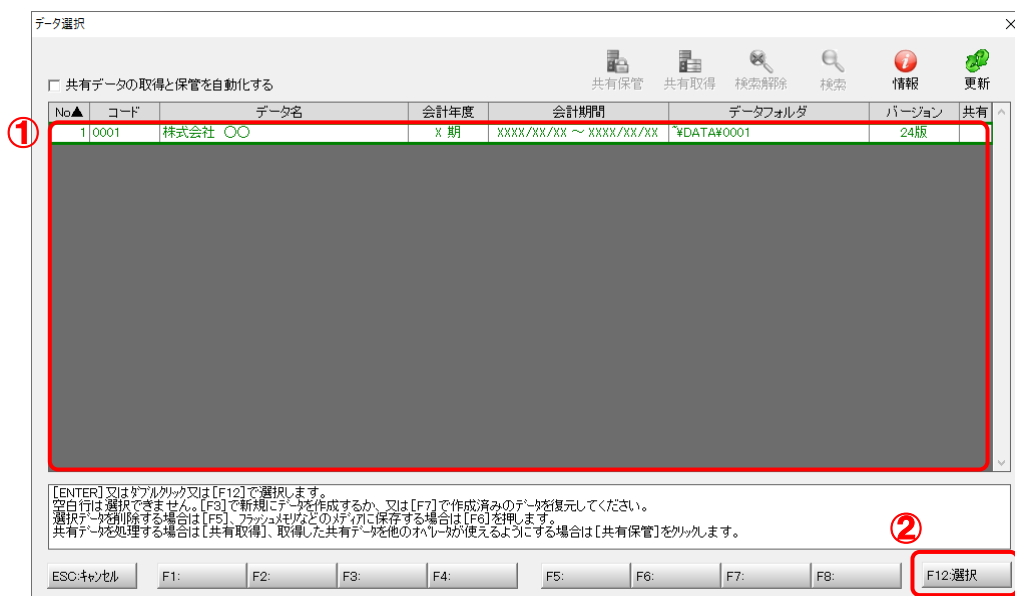 データ選択
共有データの取得と保管を自動化する
共有保管 共有取得 検索解除 検索 情報 更新
No▲ コード データ名 会計年度 会計期間 データフォルダ バージョン 共有
①
1 0001 株式会社 〇〇 X 期 XXXX/XX/XX ～ XXXX/XX/XX ~¥DATA¥0001 24版
[ENTER]又はダブルクリック又は[F12]で選択します。
空白行は選択できません。[F3]で新規にデータを作成するか、又は[F7]で作成済みのデータを復元してください。
選択データを削除する場合は[F5]、フラッシュメモリなどのメディアに保存する場合は[F6]を押します。
共有データを処理する場合は[共有取得]、取得した共有データを他のオペレータが使えるようにする場合は[共有保管]をクリックします。
②
ESC:キャンセル F1: F2: F3: F4: F5: F6: F7: F8: F12:選択